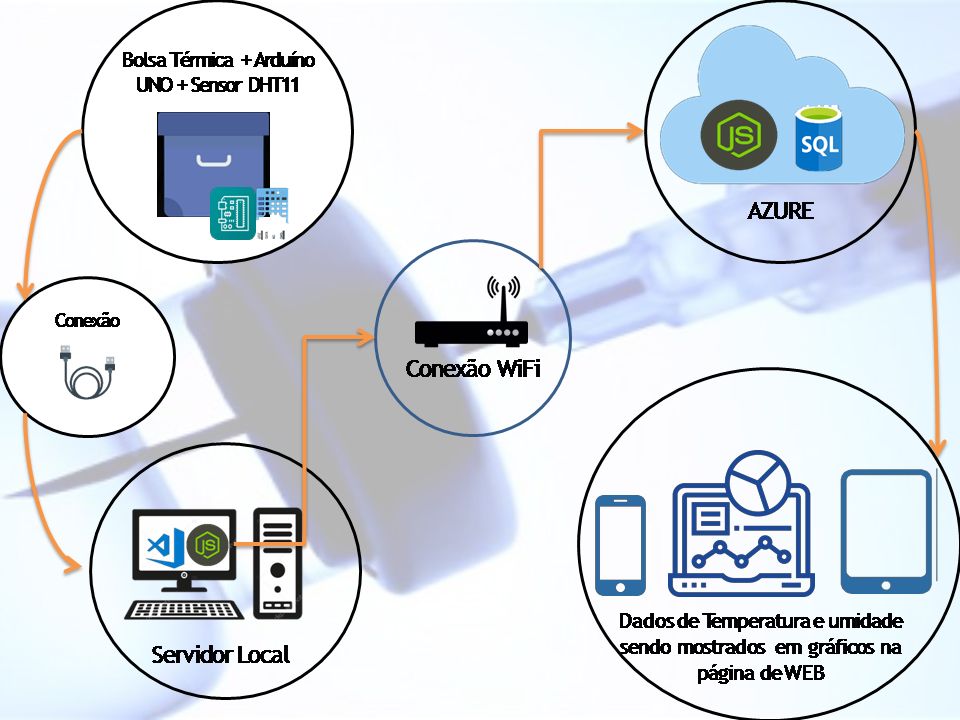 Bolsa Térmica + Arduíno
UNO + Sensor DHT11
Conexão
JS
Servidor Local
Conexão WiFi
JS
SQL
AZURE
Dados de Temperatura e umidade
sendo mostrados em gráficos na
página de WEB